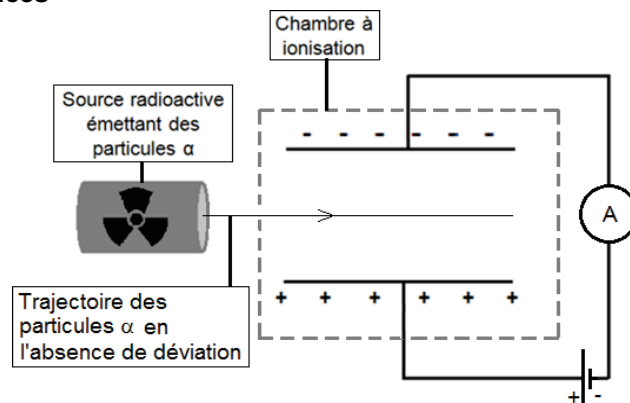 Chambre à
ionisation
Source radioactive
émettant des
particules α
- - - - - -
A
Trajectoire des
particules α en
l'absence de déviation
+ + + + + +
+ -